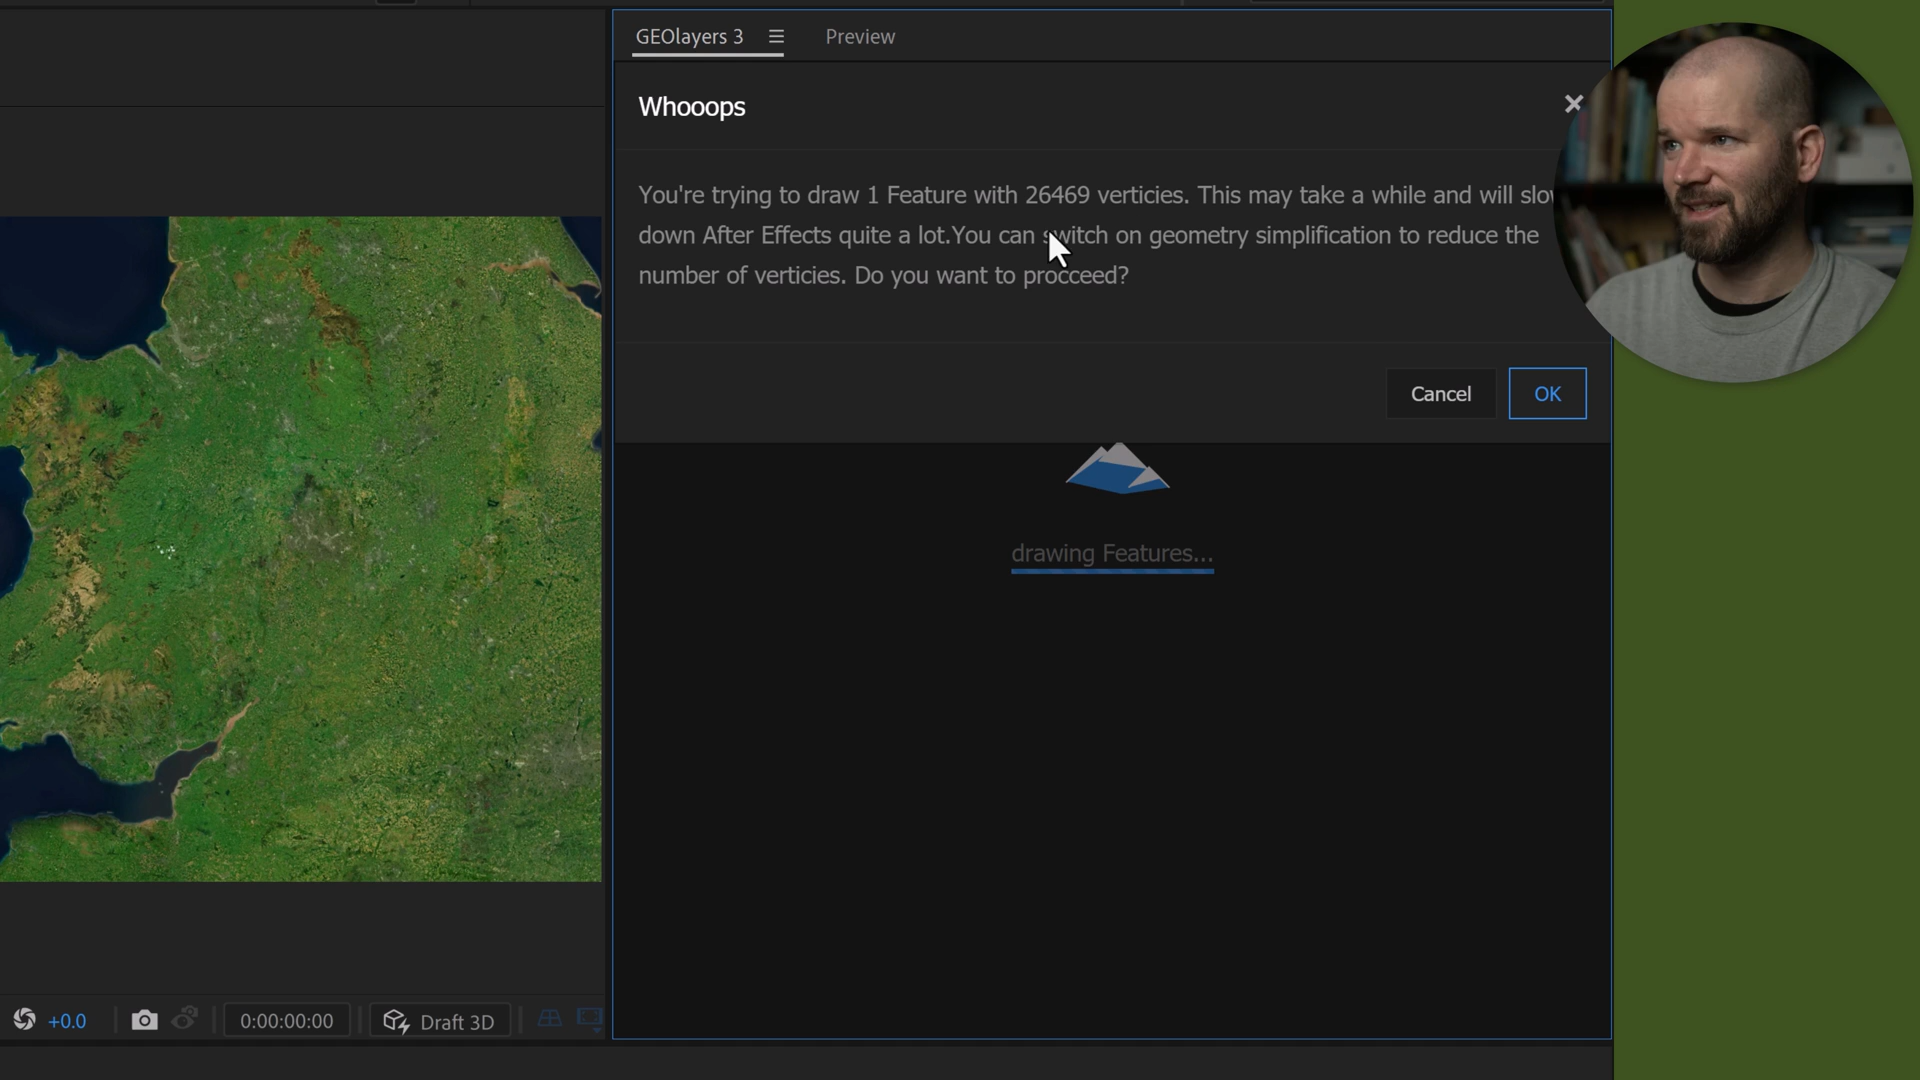 GEOlayers 3
Preview
Whooops
You're trying to draw 1 Feature with 26469 verticies. This may take a while and will slow
down After Effects quite a lot.You can switch on geometry simplification to reduce the
number of verticies. Do you want to procceed?
Cancel
OK
drawing Features...
+0.0
0:00:00:00
Draft 3D